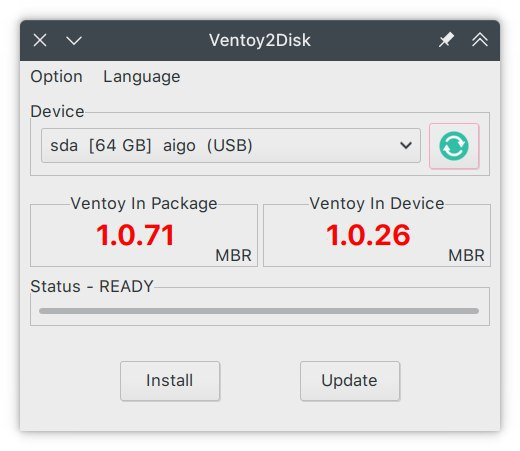 Ventoy2Disk
Option Language
Device
sda [64 GB] aigo (USB)
Ventoy In Package
1.0.71
MBR
Ventoy In Device
1.0.26
MBR
Status - READY
Install
Update